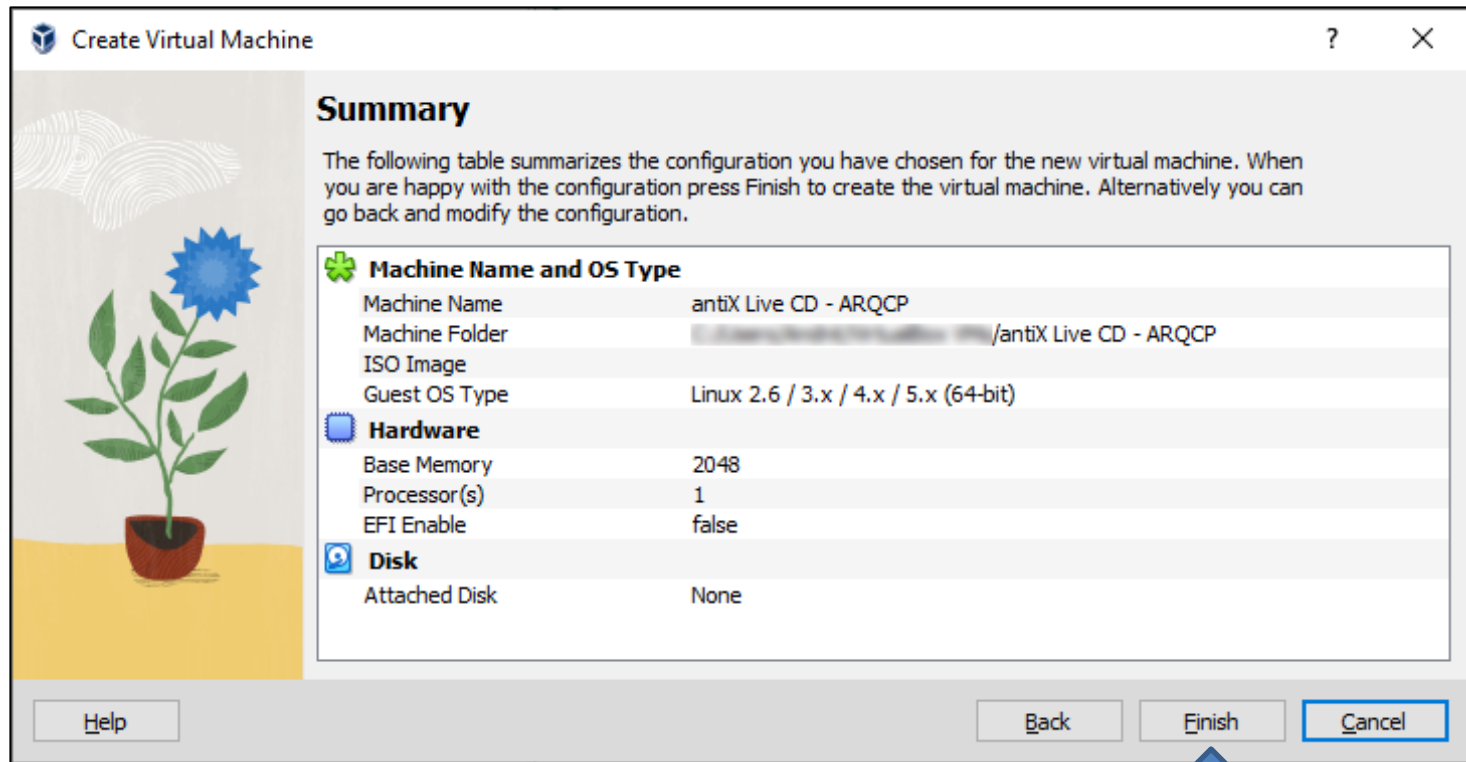 Create Virtual Machine
?
Summary
The following table summarizes the configuration you have chosen for the new virtual machine. When
you are happy with the configuration press Finish to create the virtual machine. Alternatively you can
go back and modify the configuration.
Machine Name and OS Type
Machine Name antiX Live CD - ARQCP
Machine Folder /antiX Live CD - ARQCP
ISO Image
Guest OS Type Linux 2.6 / 3.x / 4.x / 5.x (64-bit)
Hardware
Base Memory 2048
Processor(s) 1
EFI Enable false
Disk
Attached Disk None
Help Back Finish Cancel